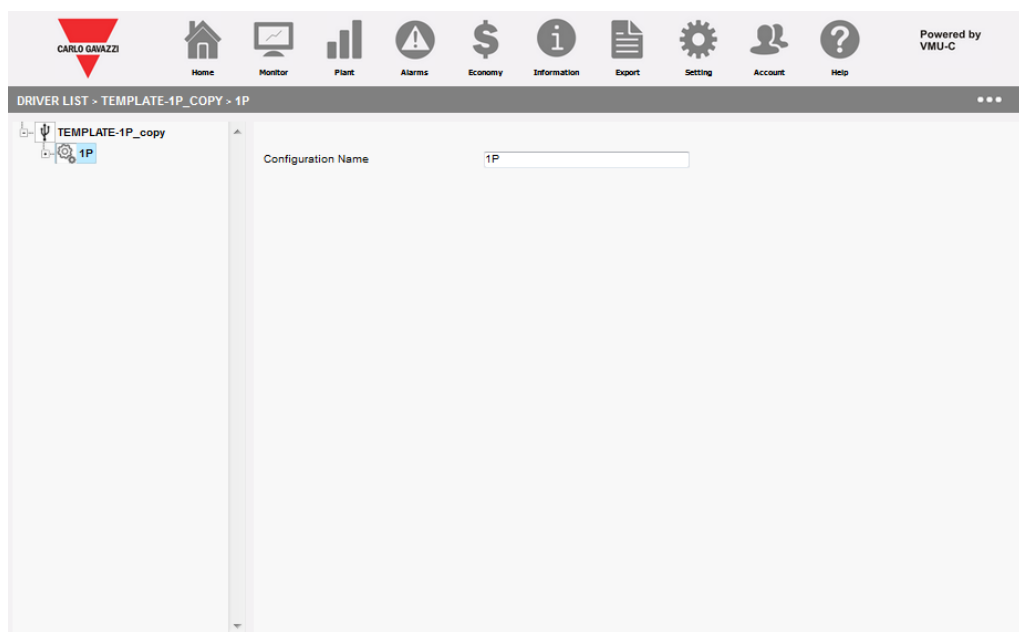 CARLO GAVAZZI
Home
Monitor
Plant
Alarms
Economy
Information
Export
Setting
Account
Help
Powered by
VMU-C
DRIVER LIST > TEMPLATE-1P_COPY > 1P
TEMPLATE-1P_copy
1P
Configuration Name
1P